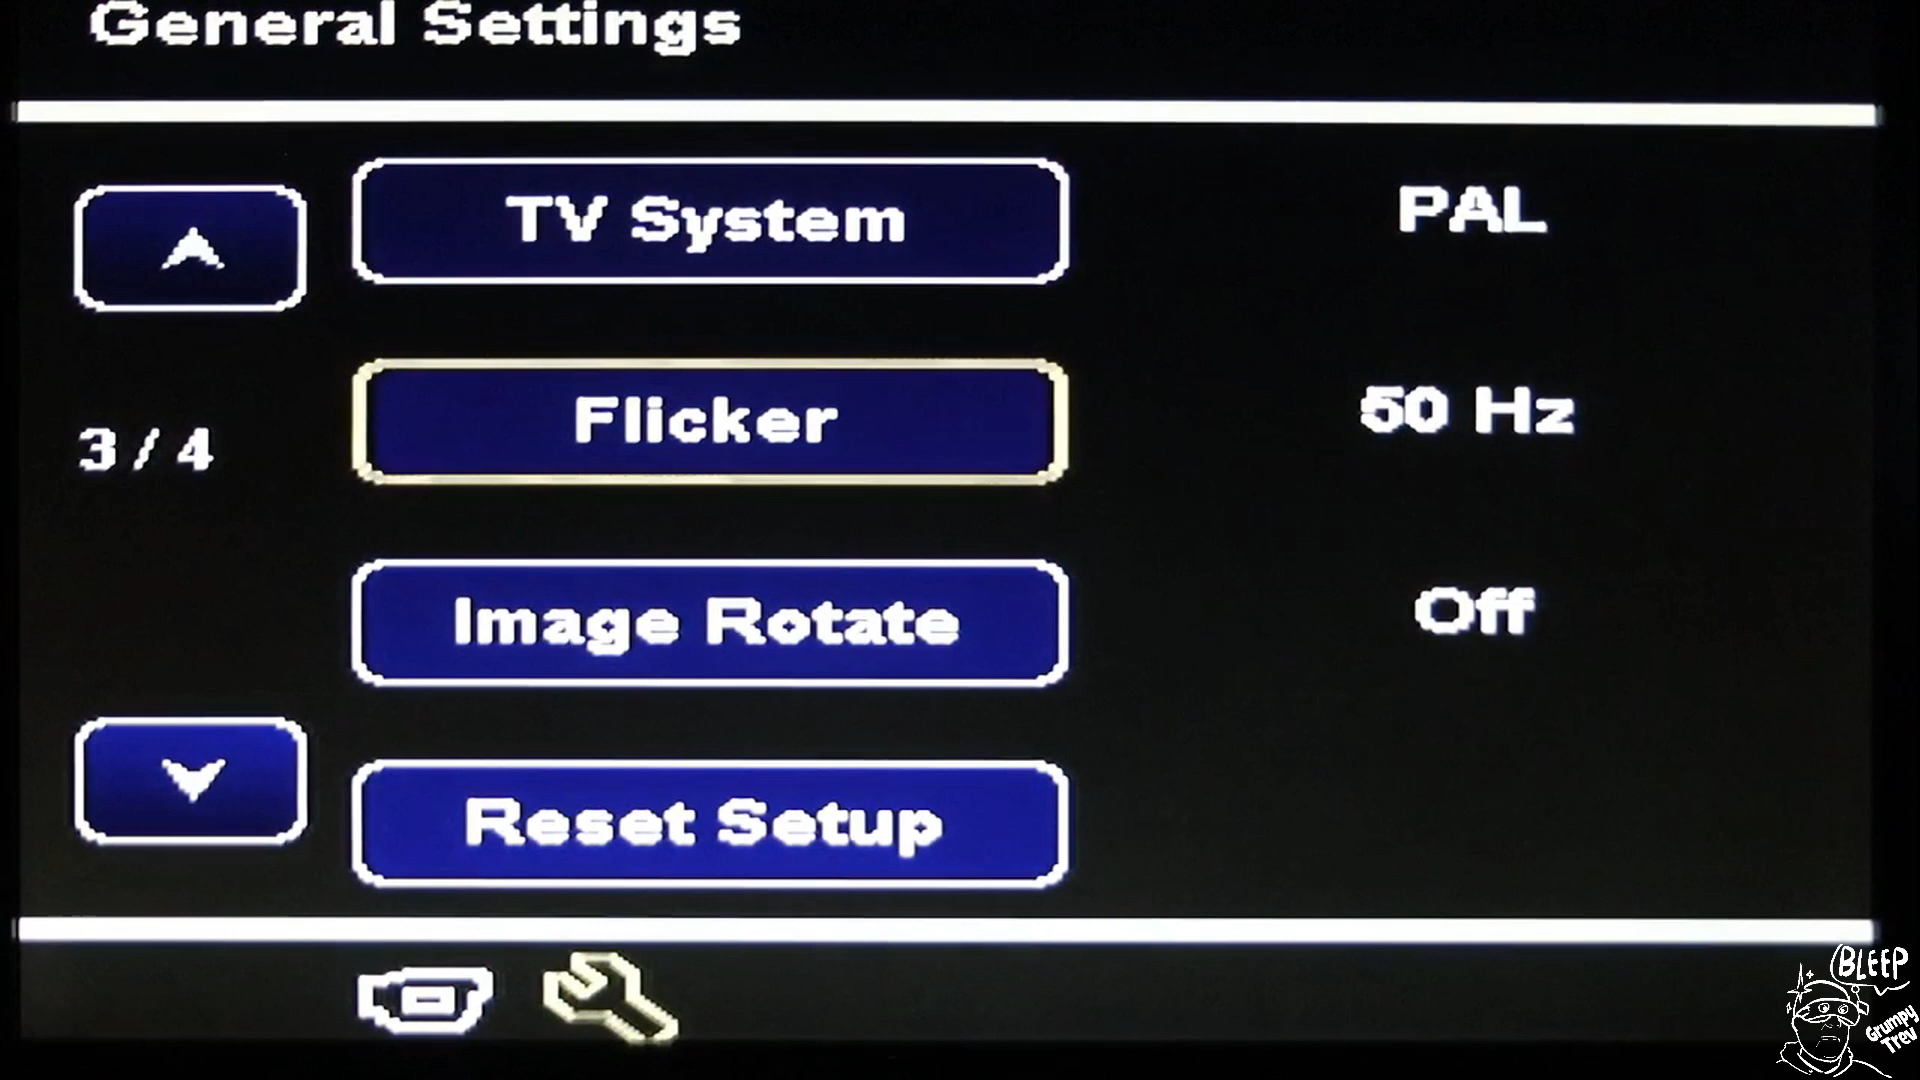 General Settings
TV System PAL
Flicker 50 Hz
3 / 4
Image Rotate Off
Reset Setup
BLEEP
Grumpy
Trev